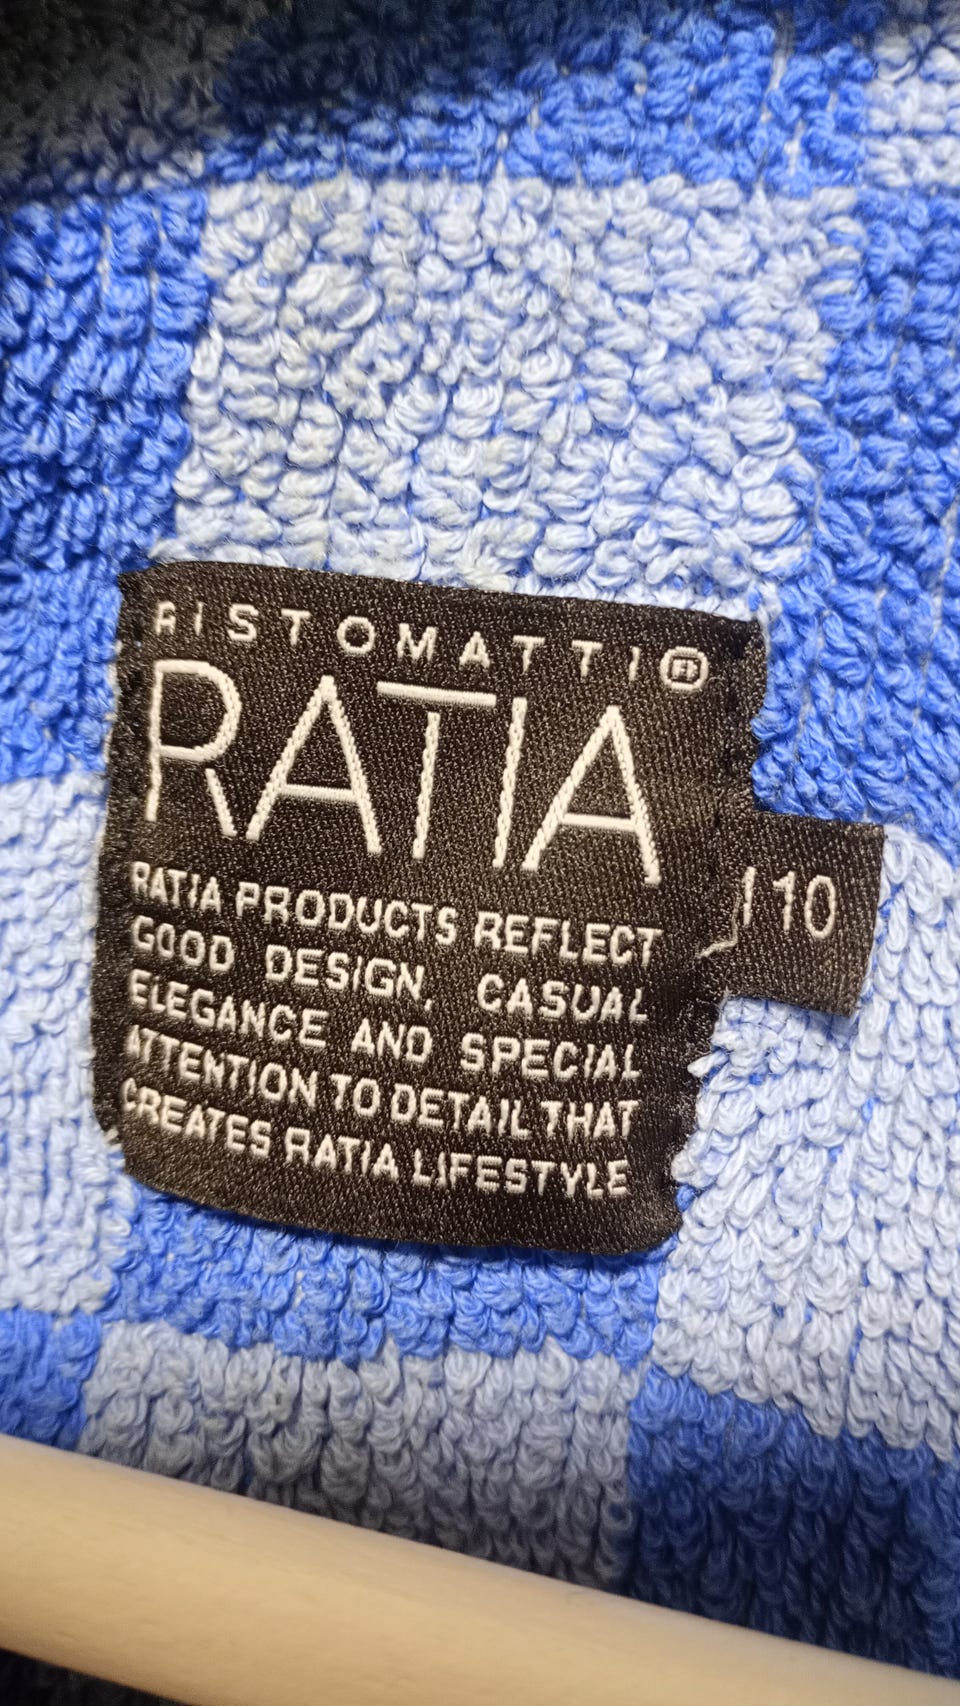 RISTOMATTI®
RATIA
RATIA PRODUCTS REFLECT
GOOD DESIGN, CASUAL
ELEGANCE AND SPECIAL
ATTENTION TO DETAIL THAT
CREATES RATIA LIFESTYLE
110